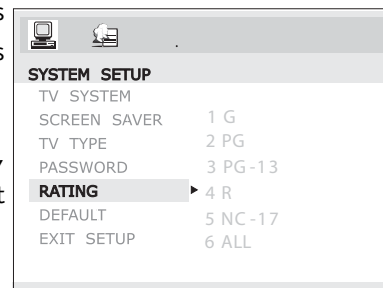 s
s
y
t
SYSTEM SETUP
TV SYSTEM
SCREEN SAVER
TV TYPE
PASSWORD
RATING
DEFAULT
EXIT SETUP
1 G
2 PG
3 PG-13
4 R
5 NC-17
6 ALL